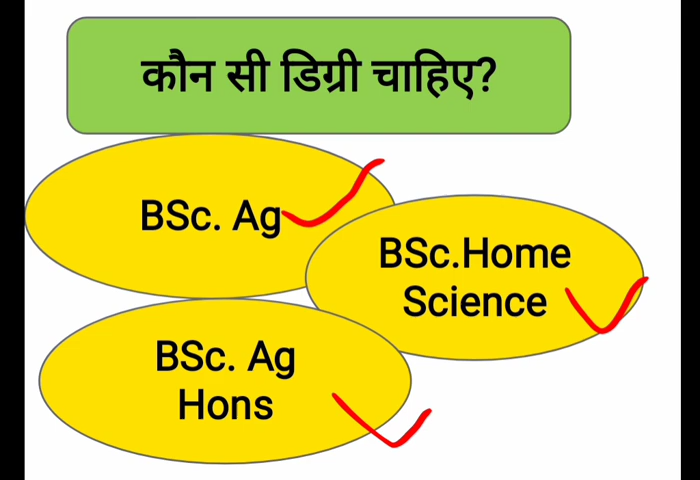 कौन सी डिग्री चाहिए?
BSc. Ag
BSc.Home
Science
BSc. Ag
Hons